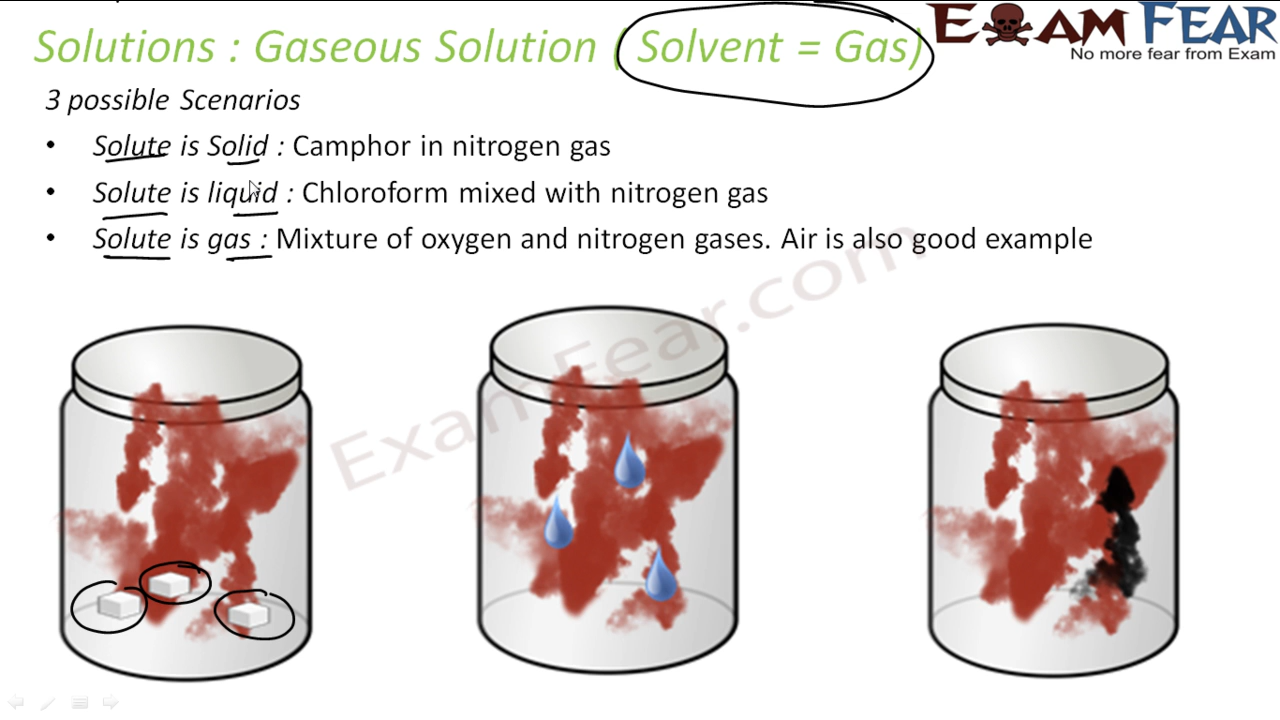 Solutions : Gaseous Solution ( Solvent = Gas)
EXAM FEAR
No more fear from Exam
3 possible Scenarios
• Solute is Solid : Camphor in nitrogen gas
• Solute is liquid : Chloroform mixed with nitrogen gas
• Solute is gas : Mixture of oxygen and nitrogen gases. Air is also good example
ExamFear.com